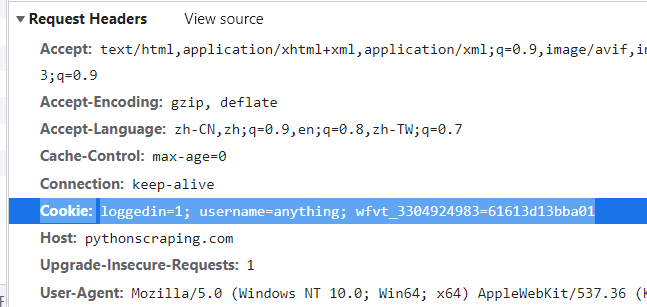 ▼ Request Headers View source
Accept: text/html,application/xhtml+xml,application/xml;q=0.9,image/avif,
3;q=0.9
Accept-Encoding: gzip, deflate
Accept-Language: zh-CN,zh;q=0.9,en;q=0.8,zh-TW;q=0.7
Cache-Control: max-age=0
Connection: keep-alive
Cookie: loggedin=1; username=anything; wfvt_3304924983=61613d13bba01
Host: pythonscraping.com
Upgrade-Insecure-Requests: 1
User-Agent: Mozilla/5.0 (Windows NT 10.0; Win64; x64) AppleWebKit/537.36 (K